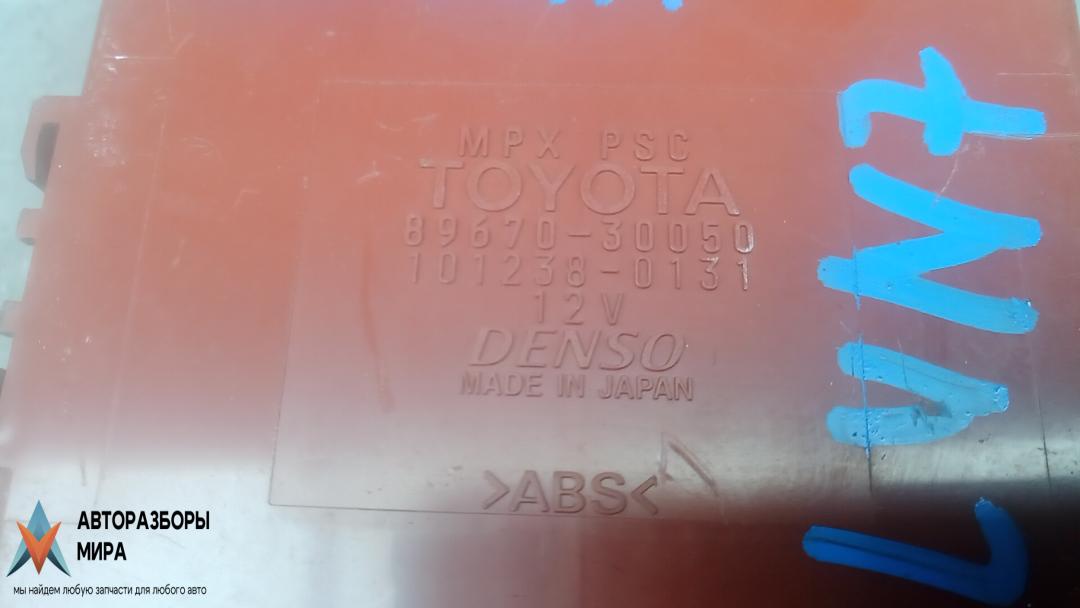 MPX PSC
TOYOTA
89670-30050
101238-0131
12V
DENSO
MADE IN JAPAN
>ABS<
АВТОРАЗБОРЫ
МИРА
мы найдем любую запчасти для любого авто